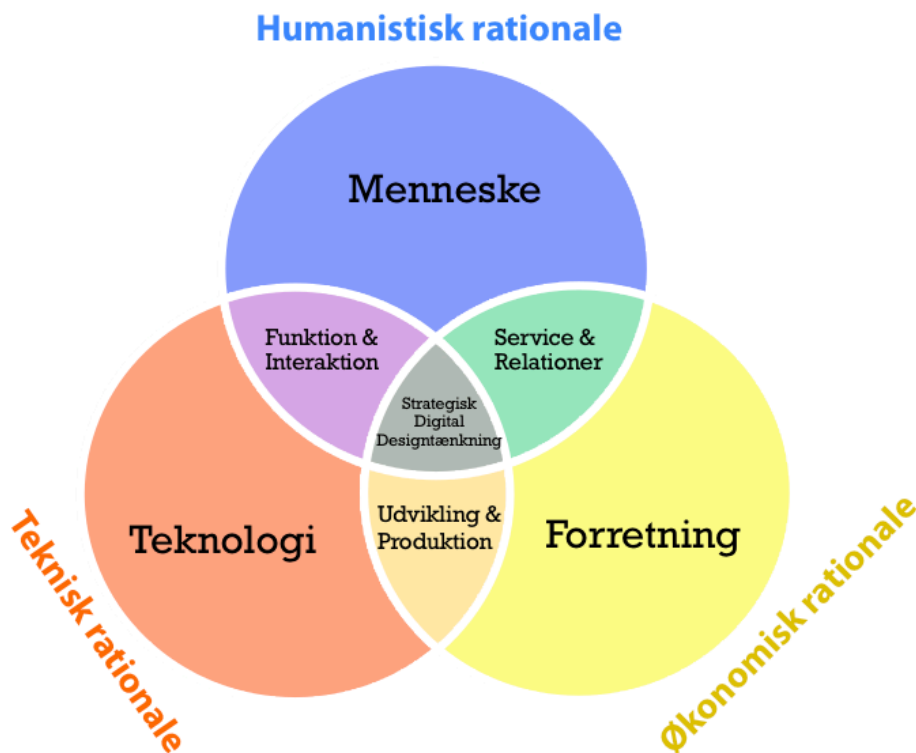 Humanistisk rationale
Menneske
Funktion &
Interaktion
Service &
Relationer
Strategisk
Digital
Designtænkning
Teknologi
Udvikling &
Produktion
Forretning
Teknisk rationale
Økonomisk rationale